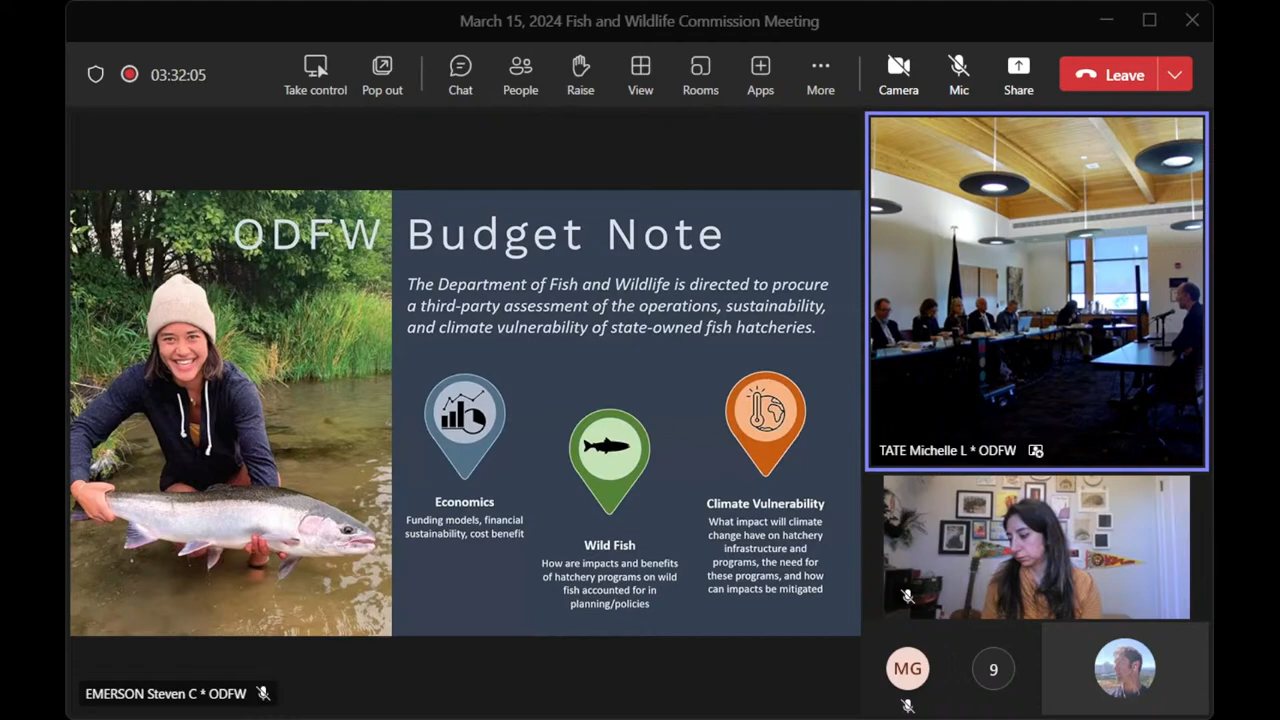 March 15, 2024 Fish and Wildlife Commission Meeting
03:32:05
Take control
Pop out
Chat
People
Raise
View
Rooms
Apps
More
Camera
Mic
Share
Leave
ODFW Budget Note
The Department of Fish and Wildlife is directed to procure
a third-party assessment of the operations, sustainability,
and climate vulnerability of state-owned fish hatcheries.
Economics
Funding models, financial
sustainability, cost benefit
Wild Fish
How are impacts and benefits
of hatchery programs on wild
fish accounted for in
planning/policies
Climate Vulnerability
What impact will climate
change have on hatchery
infrastructure and
programs, the need for
these programs, and how
can impacts be mitigated
TATE Michelle L * ODFW
MG
9
EMERSON Steven C * ODFW